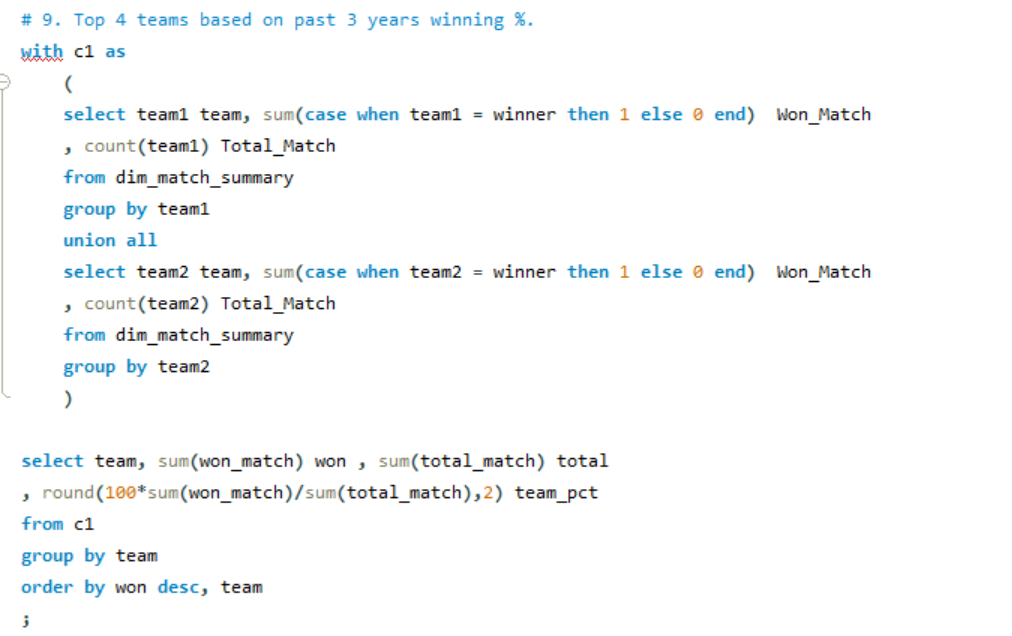 # 9. Top 4 teams based on past 3 years winning %.
with c1 as
(
select team1 team, sum(case when team1 = winner then 1 else 0 end)  Won_Match
, count(team1) Total_Match
from dim_match_summary
group by team1
union all
select team2 team, sum(case when team2 = winner then 1 else 0 end)  Won_Match
, count(team2) Total_Match
from dim_match_summary
group by team2
)
select team, sum(won_match) won , sum(total_match) total
, round(100*sum(won_match)/sum(total_match),2) team_pct
from c1
group by team
order by won desc, team
;